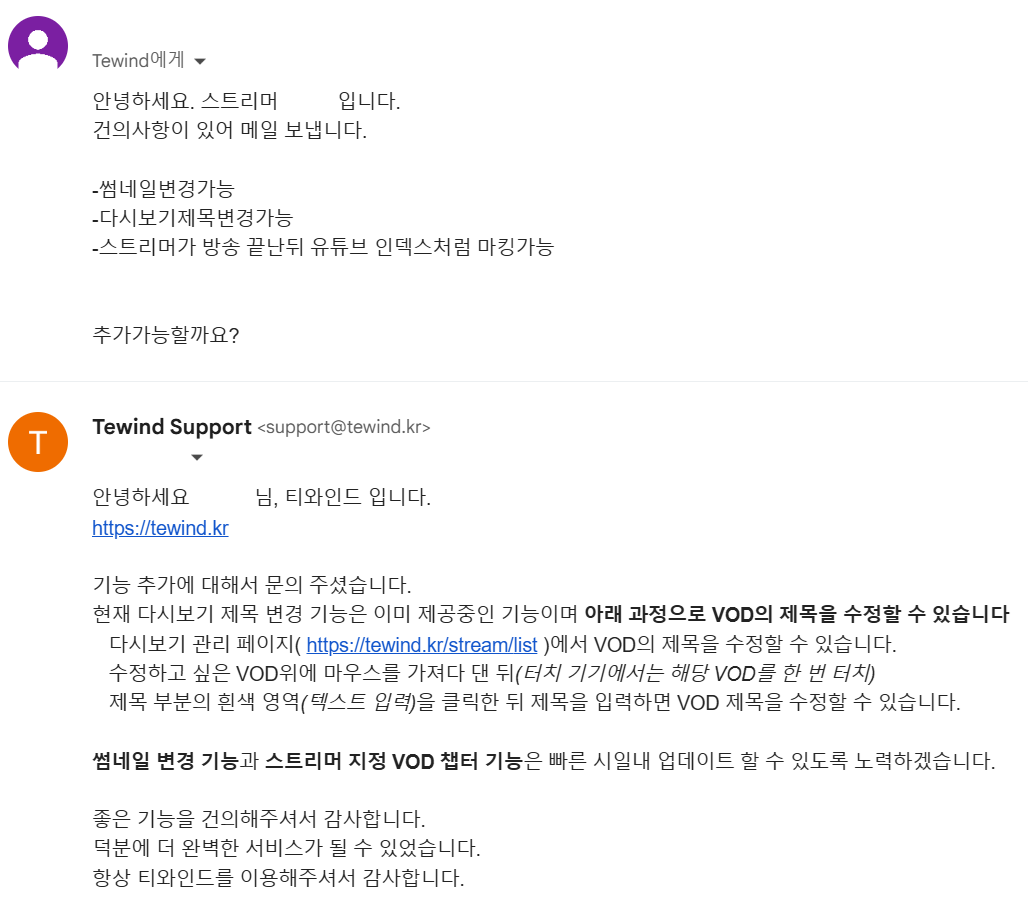 Tewind에게
안녕하세요. 스트리머 입니다.
건의사항이 있어 메일 보냅니다.
-썸네일변경가능
-다시보기제목변경가능
-스트리머가 방송 끝난뒤 유튜브 인덱스처럼 마킹가능
추가가능할까요?
T
Tewind Support <support@tewind.kr>
안녕하세요 님, 티와인드 입니다.
https://tewind.kr
기능 추가에 대해서 문의 주셨습니다.
현재 다시보기 제목 변경 기능은 이미 제공중인 기능이며 아래 과정으로 VOD의 제목을 수정할 수 있습니다
다시보기 관리 페이지( https://tewind.kr/stream/list )에서 VOD의 제목을 수정할 수 있습니다.
수정하고 싶은 VOD위에 마우스를 가져다 댄 뒤(터치 기기에서는 해당 VOD를 한 번 터치)
제목 부분의 흰색 영역(텍스트 입력)을 클릭한 뒤 제목을 입력하면 VOD 제목을 수정할 수 있습니다.
썸네일 변경 기능과 스트리머 지정 VOD 챕터 기능은 빠른 시일내 업데이트 할 수 있도록 노력하겠습니다.
좋은 기능을 건의해주셔서 감사합니다.
덕분에 더 완벽한 서비스가 될 수 있었습니다.
항상 티와인드를 이용해주셔서 감사합니다.